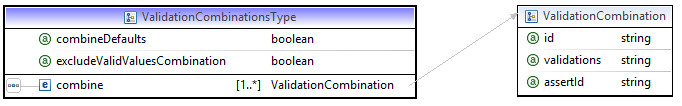 ValidationCombinationsType
combineDefaults boolean
excludeValidValuesCombination boolean
combine [1..*] ValidationCombination
ValidationCombination
id string
validations string
assertId string